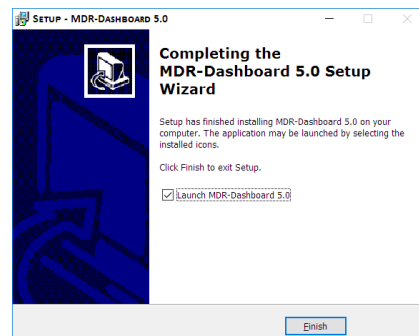 SETUP - MDR-DASHBOARD 5.0
Completing the
MDR-Dashboard 5.0 Setup
Wizard
Setup has finished installing MDR-Dashboard 5.0 on your
computer. The application may be launched by selecting the
installed icons.
Click Finish to exit Setup.
Launch MDR-Dashboard 5.0
Finish